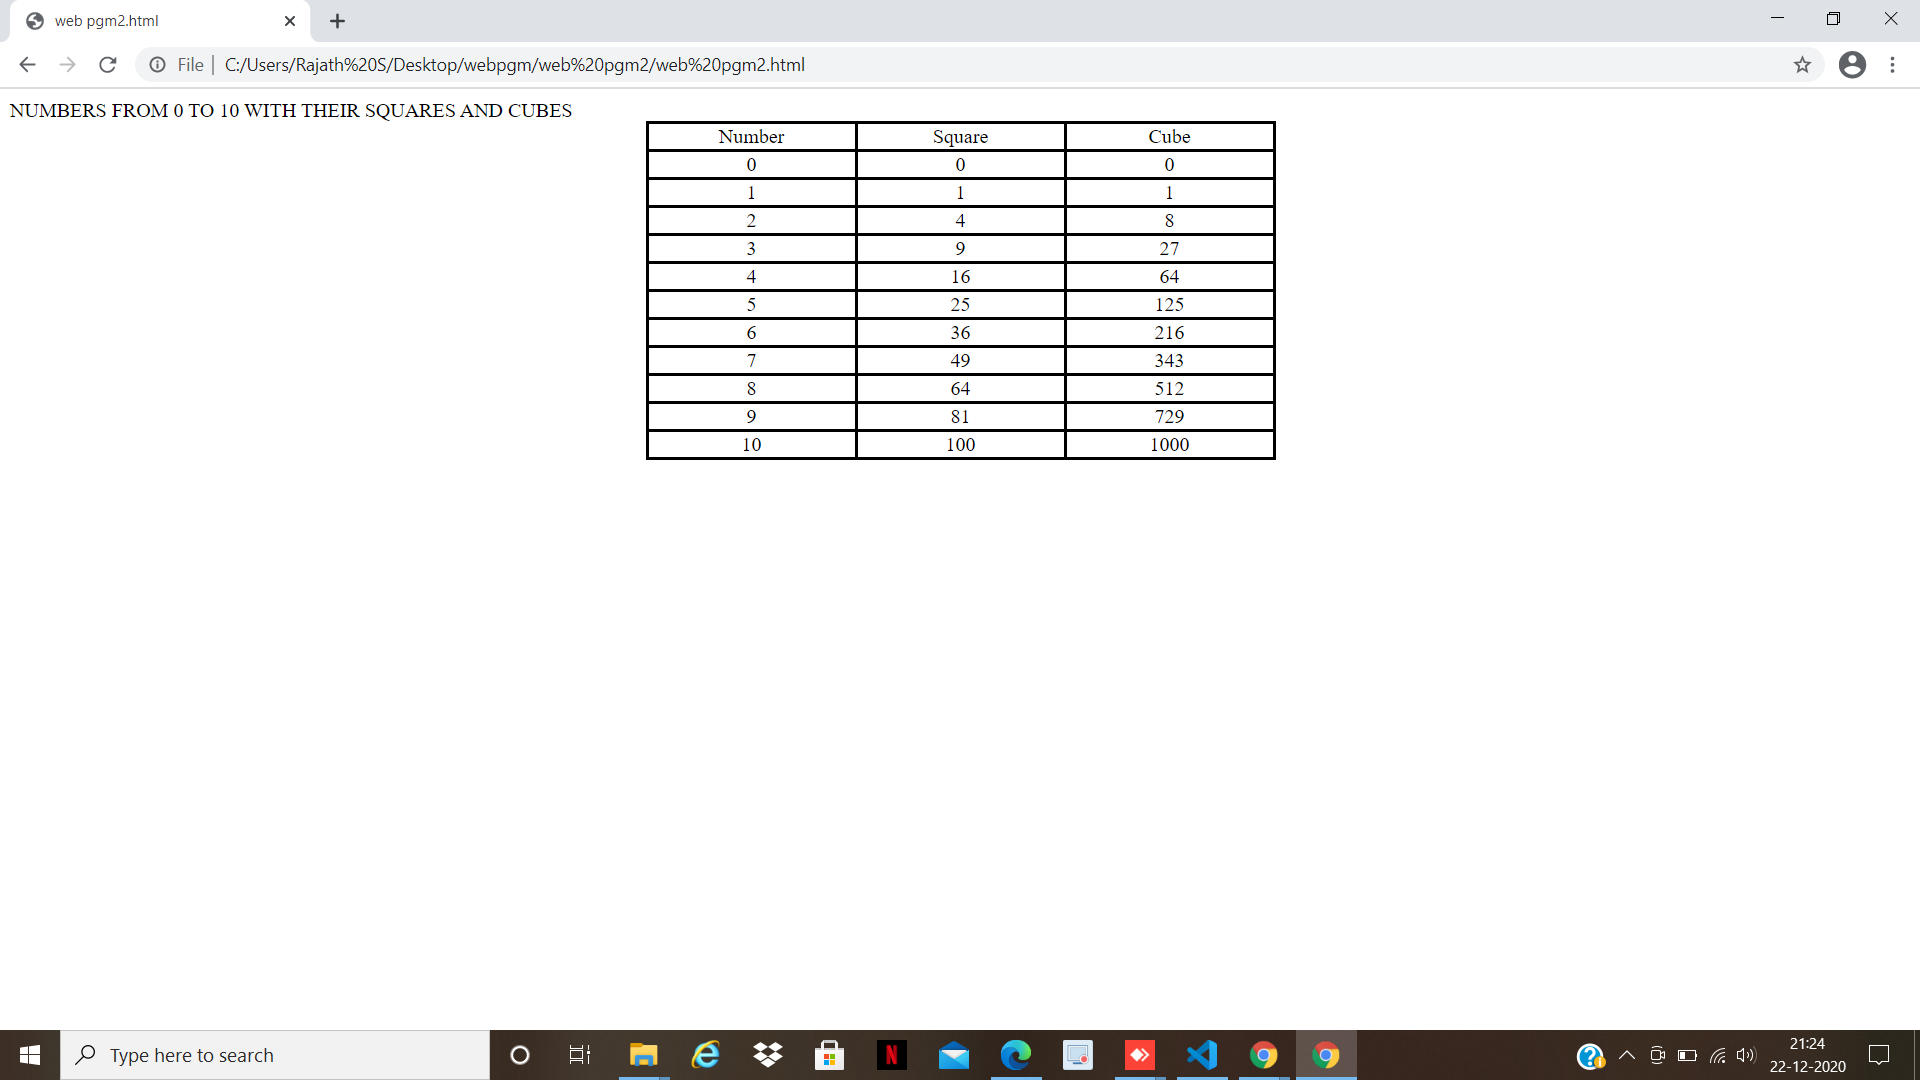 web pgm2.html
File | C:/Users/Rajath%20S/Desktop/webpgm/web%20pgm2/web%20pgm2.html
NUMBERS FROM 0 TO 10 WITH THEIR SQUARES AND CUBES
Number Square Cube
0 0 0
1 1 1
2 4 8
3 9 27
4 16 64
5 25 125
6 36 216
7 49 343
8 64 512
9 81 729
10 100 1000
Type here to search
N
21:24
22-12-2020